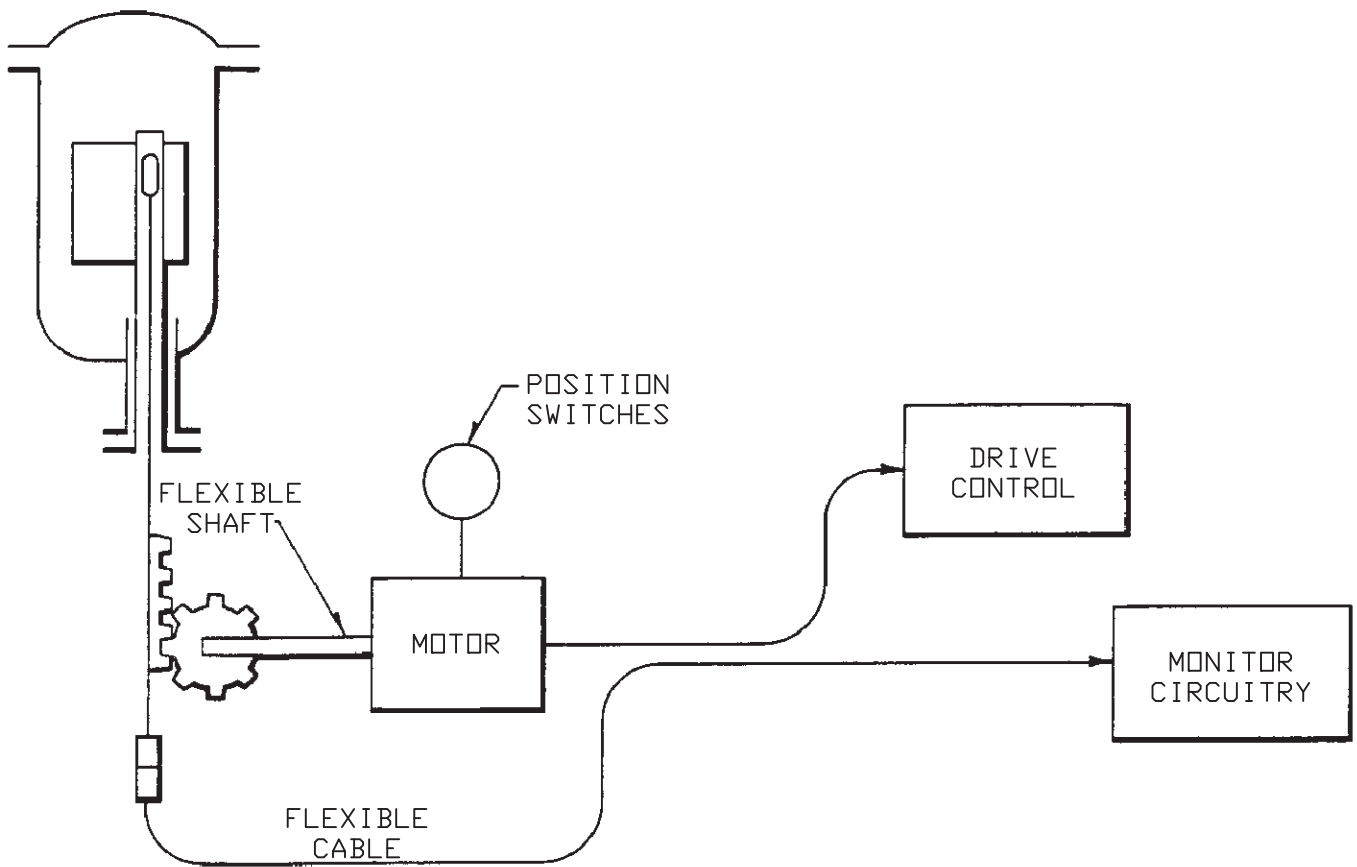 POSITION
SWITCHES
DRIVE
CONTROL
FLEXIBLE
SHAFT
MOTOR
MONITOR
CIRCUITRY
FLEXIBLE
CABLE